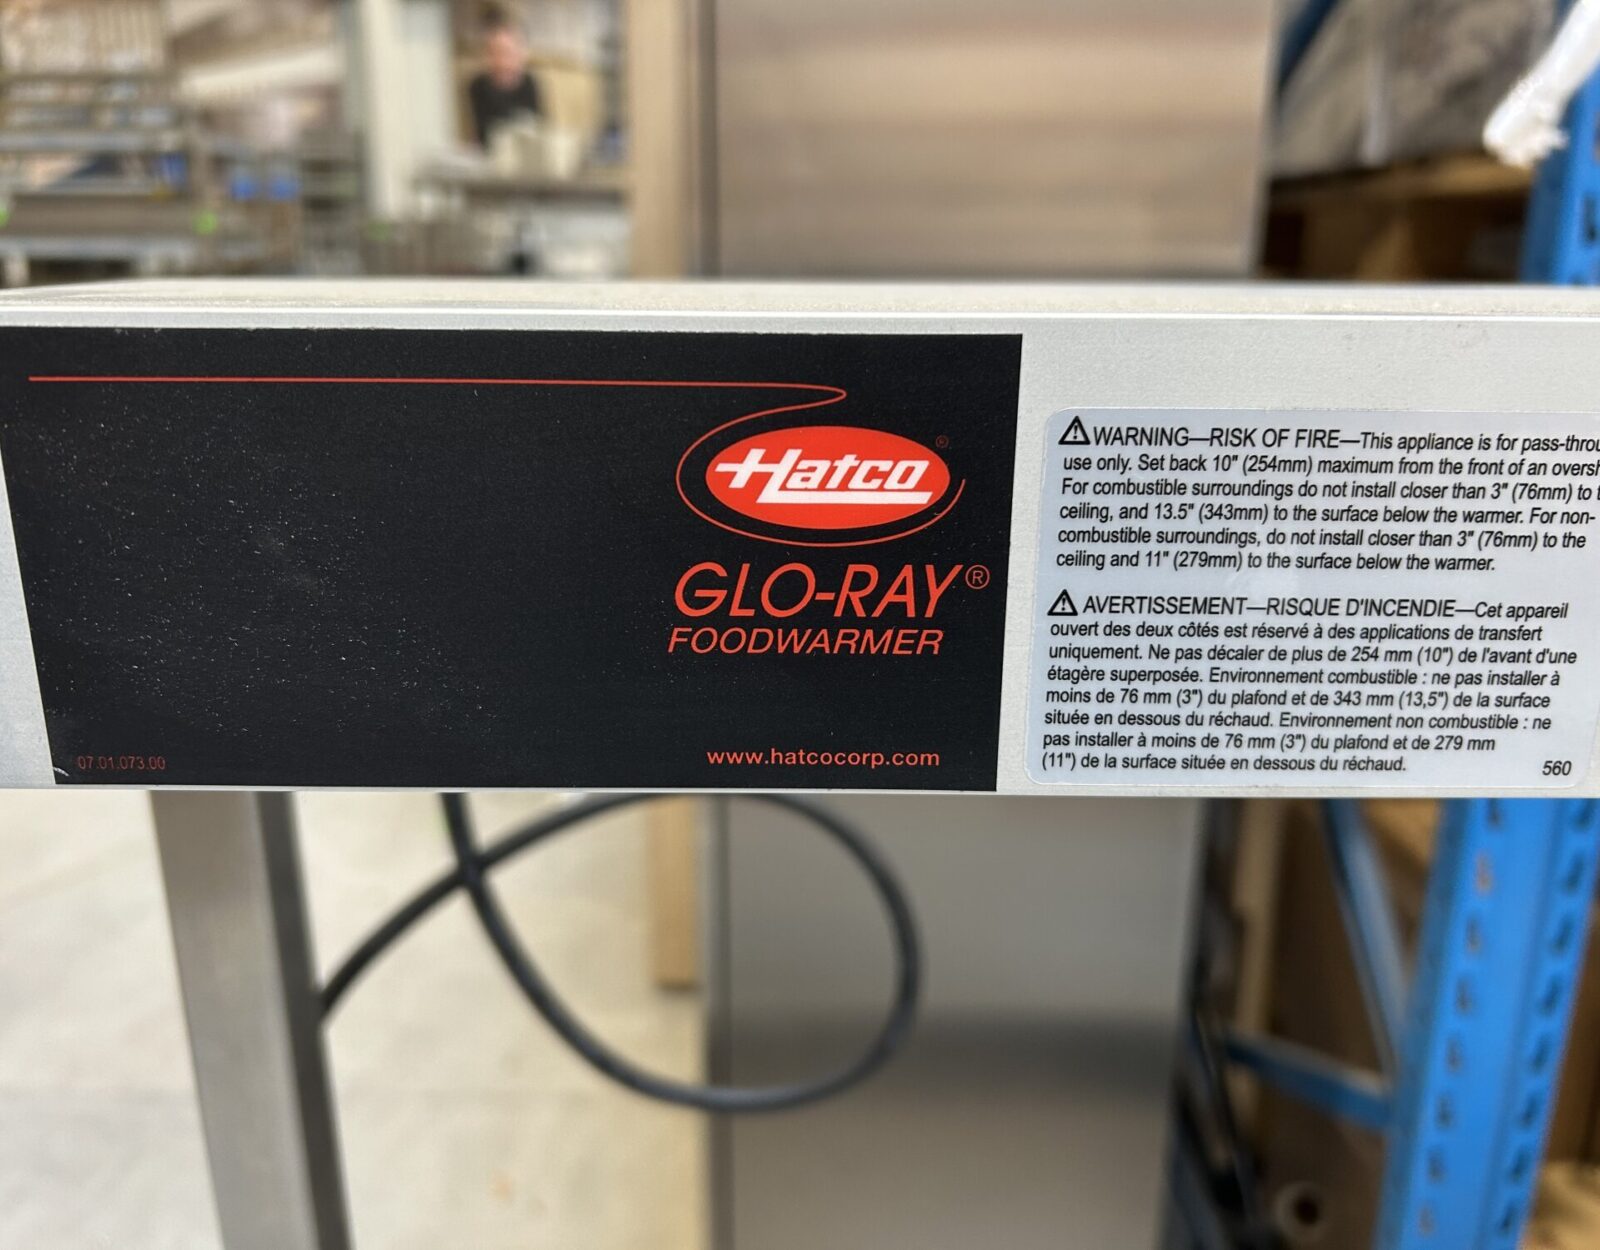 Hatco®
GLO-RAY®
FOODWARMER
www.hatcocorp.com
07.01.073.00
⚠ WARNING—RISK OF FIRE—This appliance is for pass-throu
use only. Set back 10" (254mm) maximum from the front of an oversh
For combustible surroundings do not install closer than 3" (76mm) to t
ceiling, and 13.5" (343mm) to the surface below the warmer. For non-
combustible surroundings, do not install closer than 3" (76mm) to the
ceiling and 11" (279mm) to the surface below the warmer.
⚠ AVERTISSEMENT—RISQUE D'INCENDIE—Cet appareil
ouvert des deux côtés est réservé à des applications de transfert
uniquement. Ne pas décaler de plus de 254 mm (10") de l'avant d'une
étagère superposée. Environnement combustible : ne pas installer à
moins de 76 mm (3") du plafond et de 343 mm (13,5") de la surface
située en dessous du réchaud. Environnement non combustible : ne
pas installer à moins de 76 mm (3") du plafond et de 279 mm
(11") de la surface située en dessous du réchaud.
560